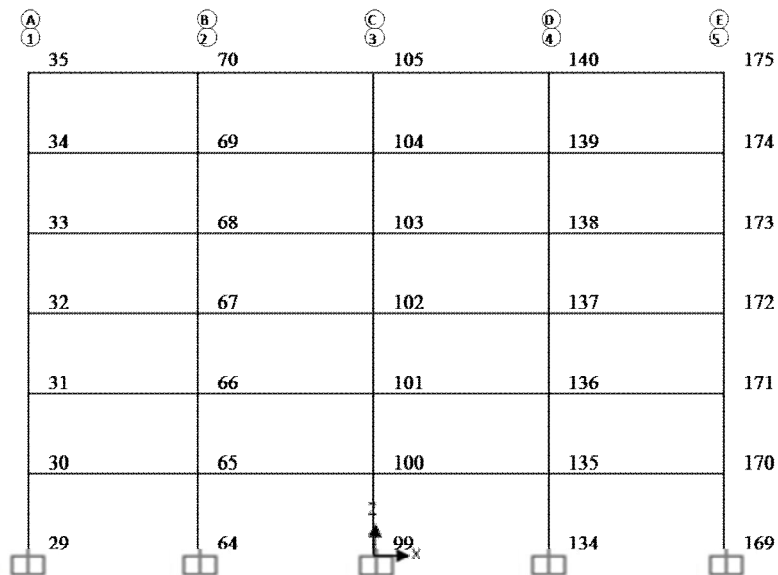 A B C D E
1 2 3 4 5
35 70 105 140 175
34 69 104 139 174
33 68 103 138 173
32 67 102 137 172
31 66 101 136 171
30 65 100 135 170
Z
29 64 99 X 134 169